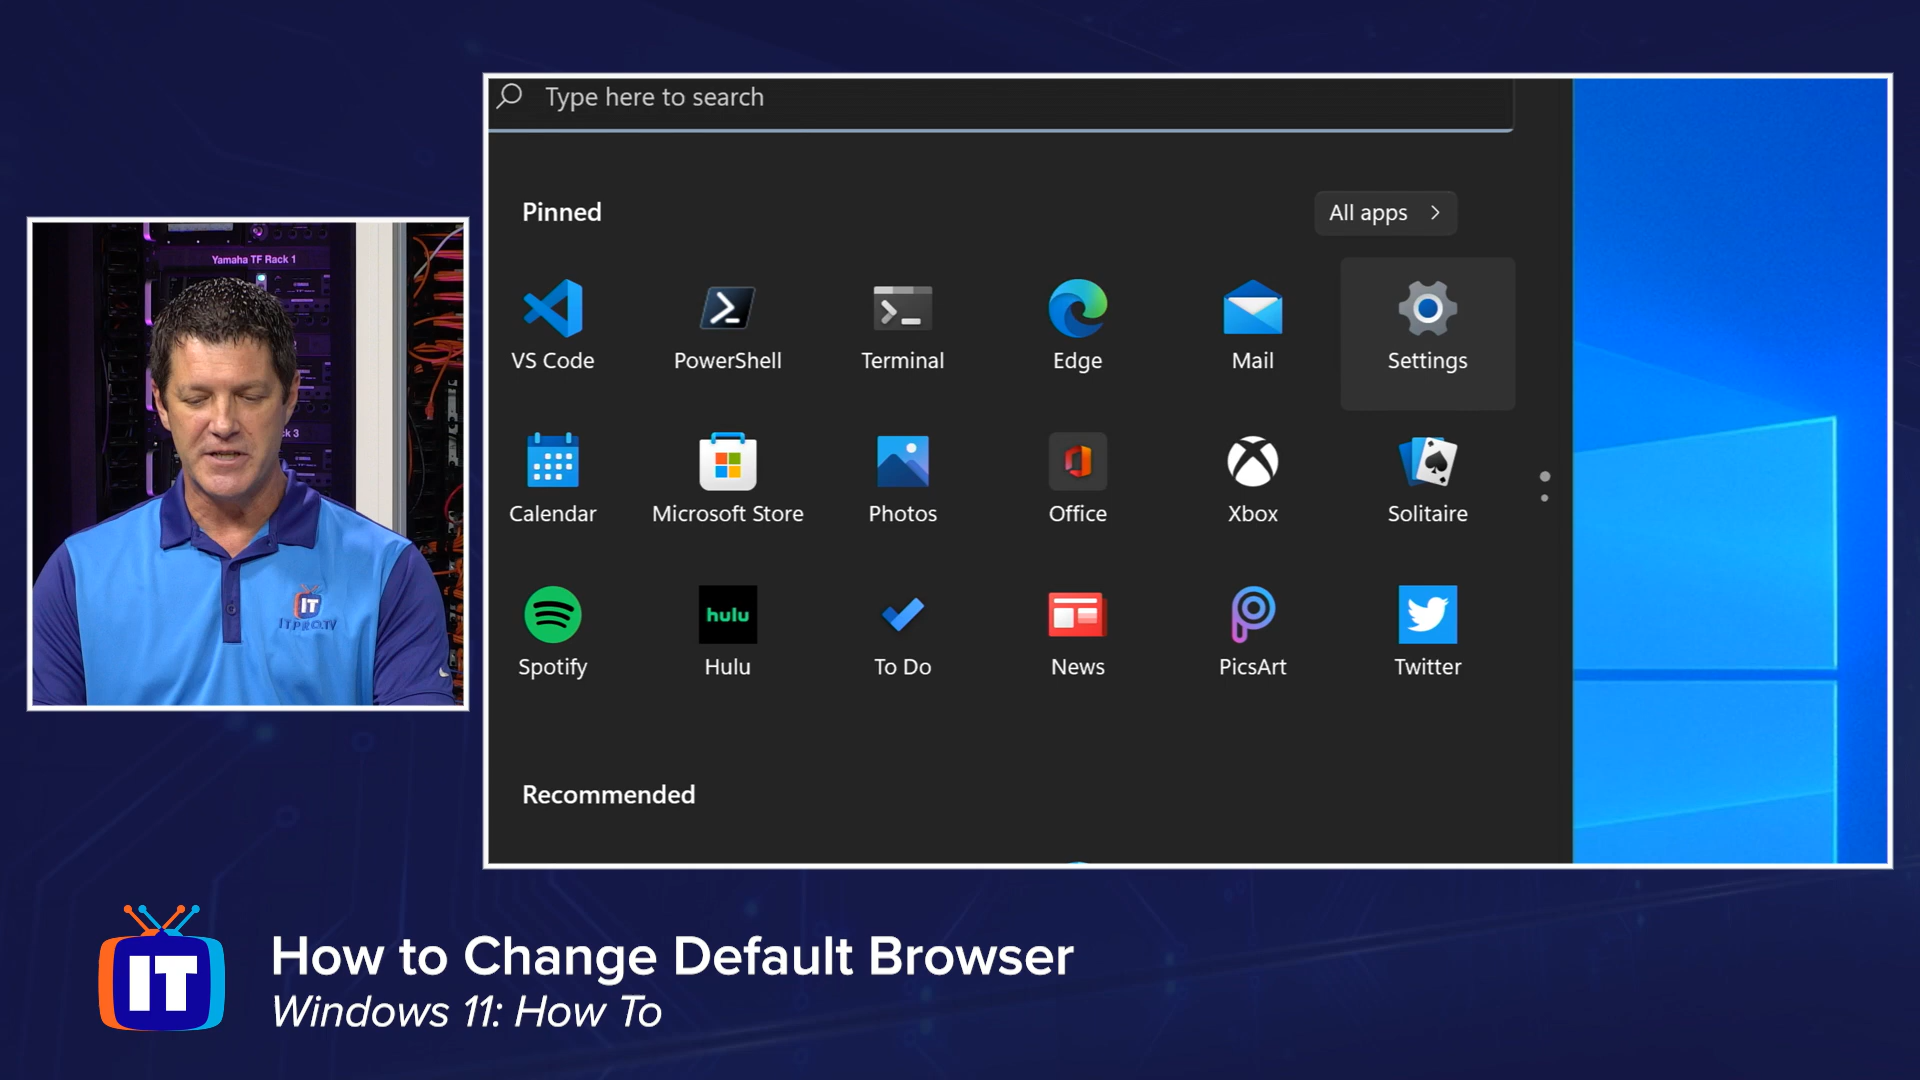 Type here to search
Pinned
All apps
VS Code
PowerShell
Terminal
Edge
Mail
Settings
Calendar
Microsoft Store
Photos
Office
Xbox
Solitaire
hulu
Spotify
Hulu
To Do
News
PicsArt
Twitter
Recommended
Yamaha TF Rack 1
ck 3
IT
ITPRO.TV
IT
How to Change Default Browser
Windows 11: How To